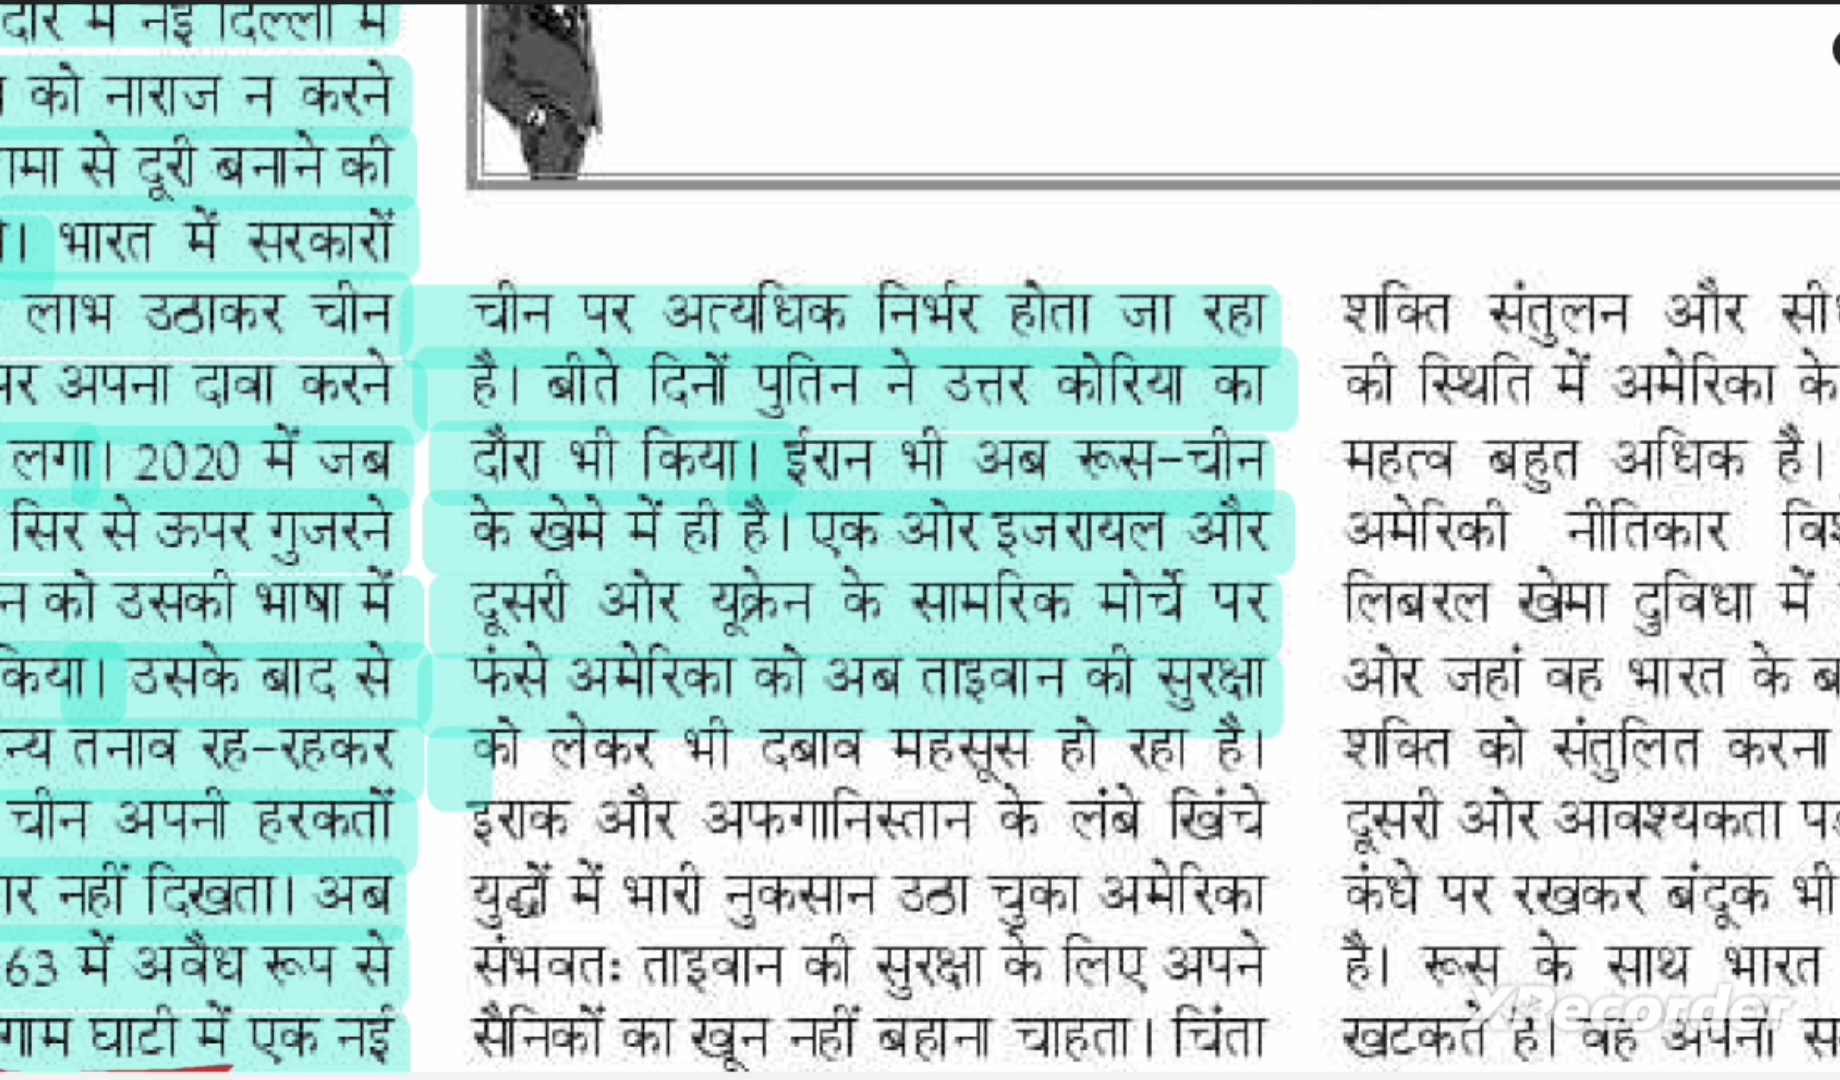 दौर में नई दिल्ली में
को नाराज न करने
से दूरी बनाने की
। भारत में सरकारों
लाभ उठाकर चीन
अपना दावा करने
लगा। 2020 में जब
सिर से ऊपर गुजरने
को उसकी भाषा में
किया। उसके बाद से
तनाव रह-रहकर
चीन अपनी हरकतों
नहीं दिखता। अब
63 में अवैध रूप से
घाटी में एक नई
चीन पर अत्यधिक निर्भर होता जा रहा
है। बीते दिनों पुतिन ने उत्तर कोरिया का
दौरा भी किया। ईरान भी अब रूस-चीन
के खेमे में ही है। एक ओर इजरायल और
दूसरी ओर यूक्रेन के सामरिक मोर्चे पर
फंसे अमेरिका को अब ताइवान की सुरक्षा
को लेकर भी दबाव महसूस हो रहा है।
इराक और अफगानिस्तान के लंबे खिंचे
युद्धों में भारी नुकसान उठा चुका अमेरिका
संभवतः ताइवान की सुरक्षा के लिए अपने
सैनिकों का खून नहीं बहाना चाहता। चिंता
शक्ति संतुलन और
की स्थिति में अमेरिका के
महत्व बहुत अधिक है।
अमेरिकी नीतिकार
लिबरल खेमा दुविधा में
ओर जहां वह भारत के
शक्ति को संतुलित करना
दूसरी ओर आवश्यकता
कंधे पर रखकर बंदूक भी
है। रूस के साथ भारत
खटकते हैं। वह अपनी
XRecorder